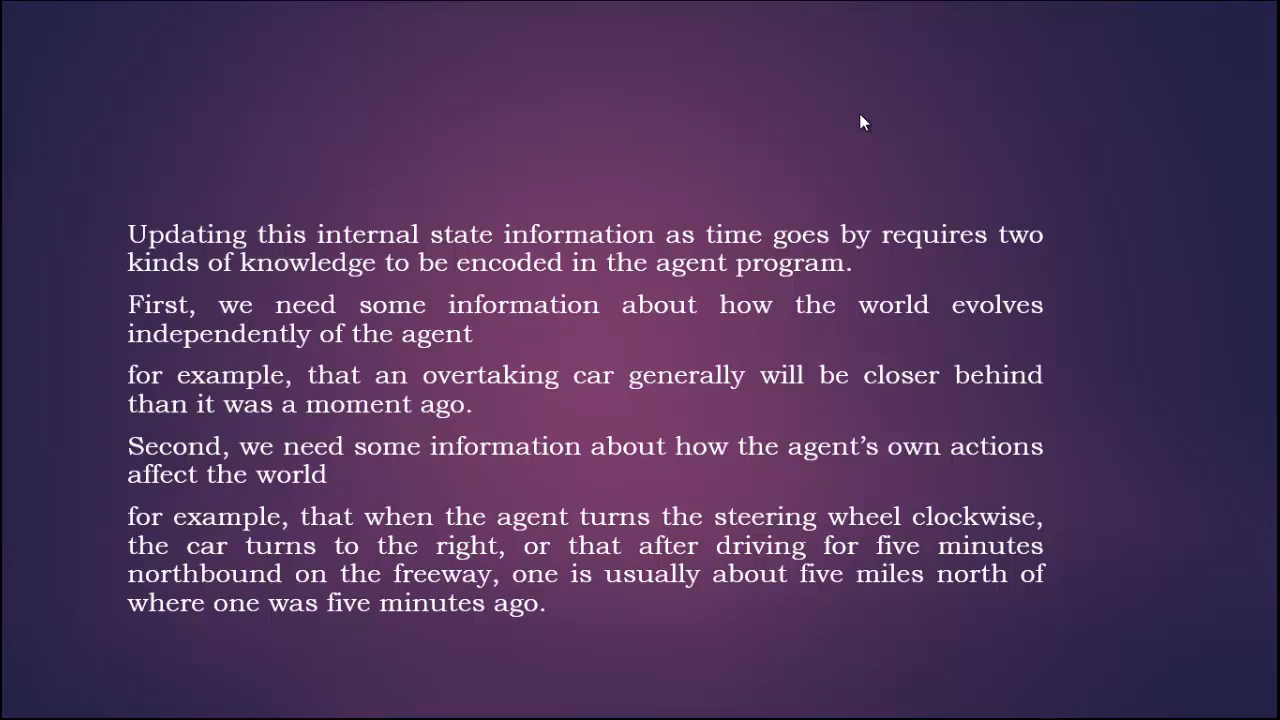 Updating this internal state information as time goes by requires two
kinds of knowledge to be encoded in the agent program.
First, we need some information about how the world evolves
independently of the agent
for example, that an overtaking car generally will be closer behind
than it was a moment ago.
Second, we need some information about how the agent’s own actions
affect the world
for example, that when the agent turns the steering wheel clockwise,
the car turns to the right, or that after driving for five minutes
northbound on the freeway, one is usually about five miles north of
where one was five minutes ago.